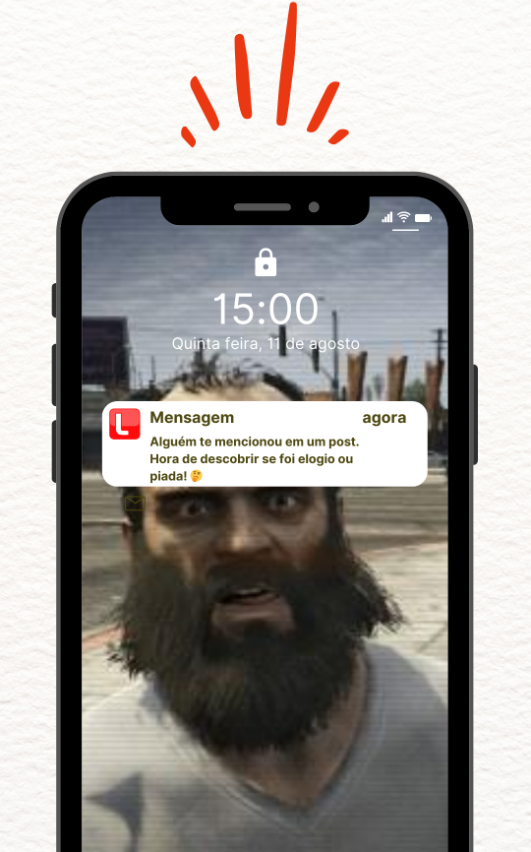 15:00
Quinta feira, 11 de agosto
L
Mensagem agora
Alguém te mencionou em um post.
Hora de descobrir se foi elogio ou
piada! 🤔